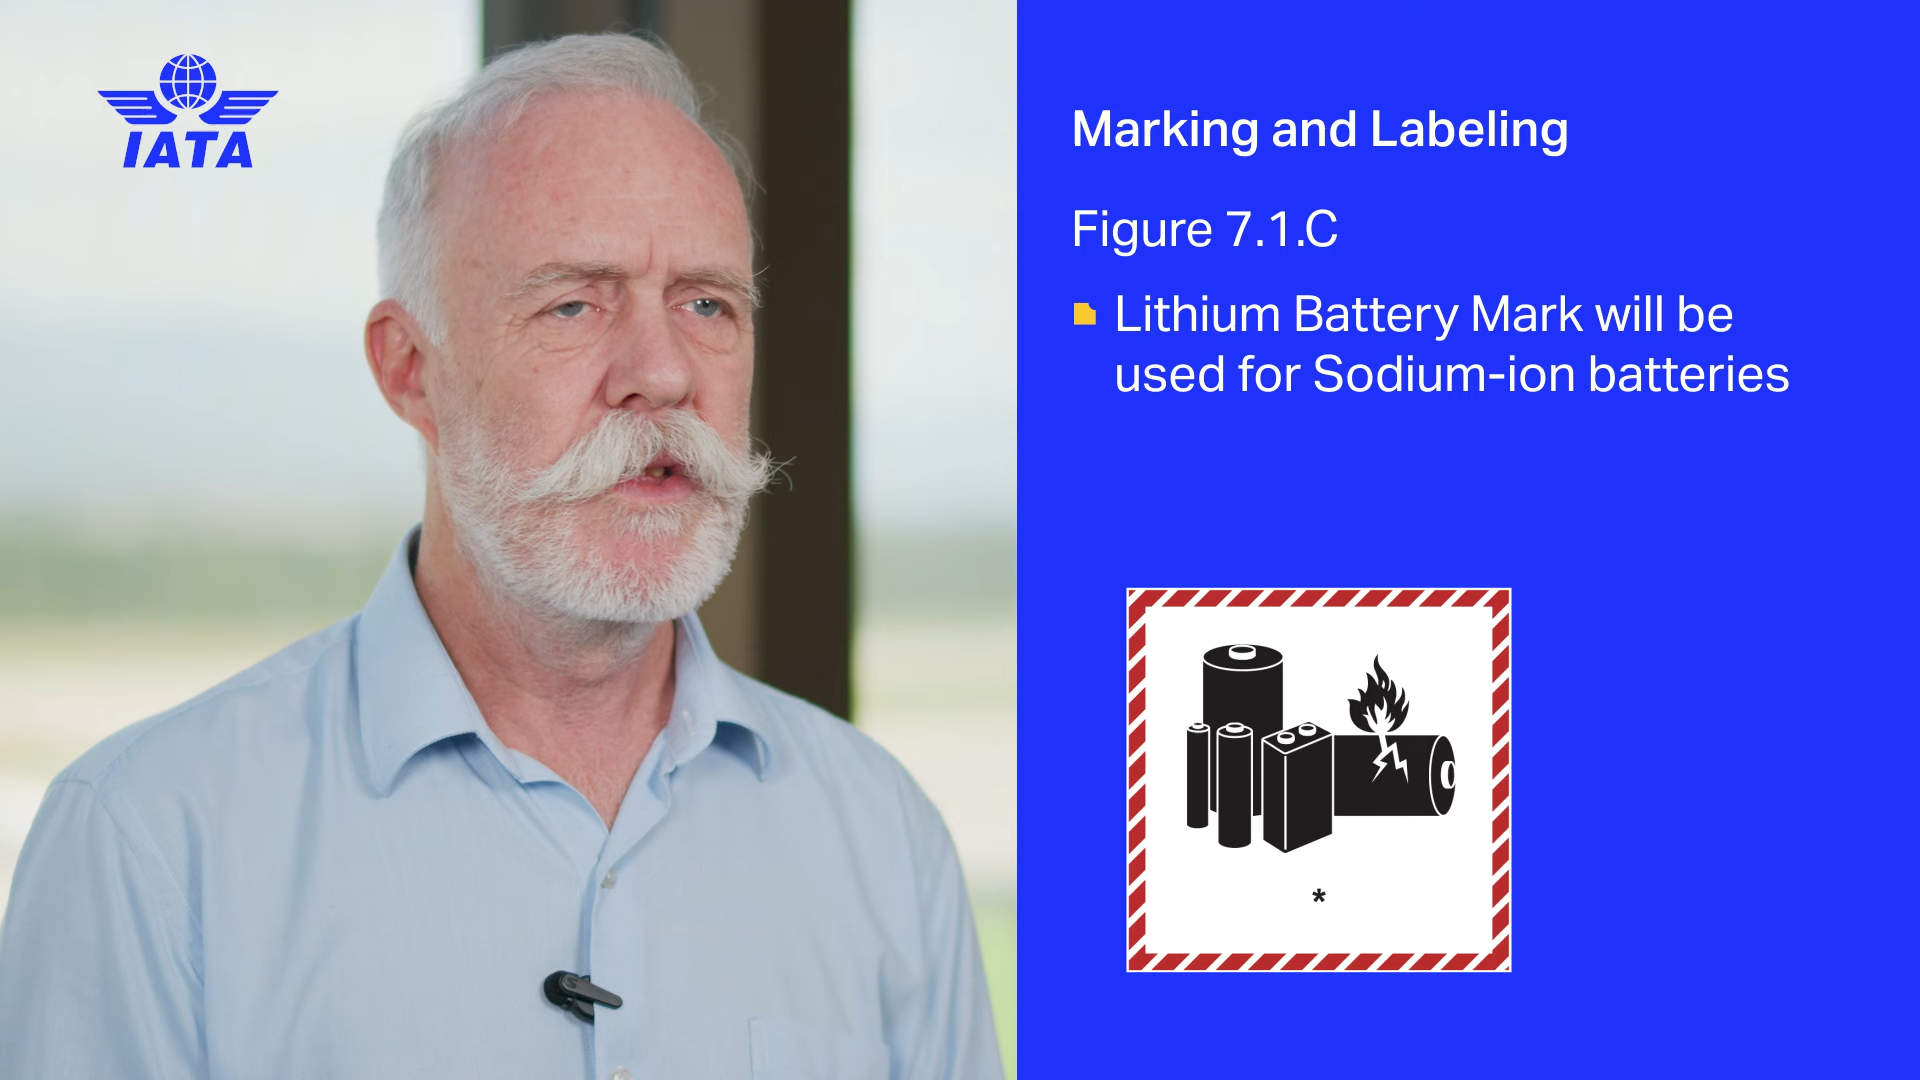 IATA
Marking and Labeling
Figure 7.1.C
Lithium Battery Mark will be
used for Sodium-ion batteries
*